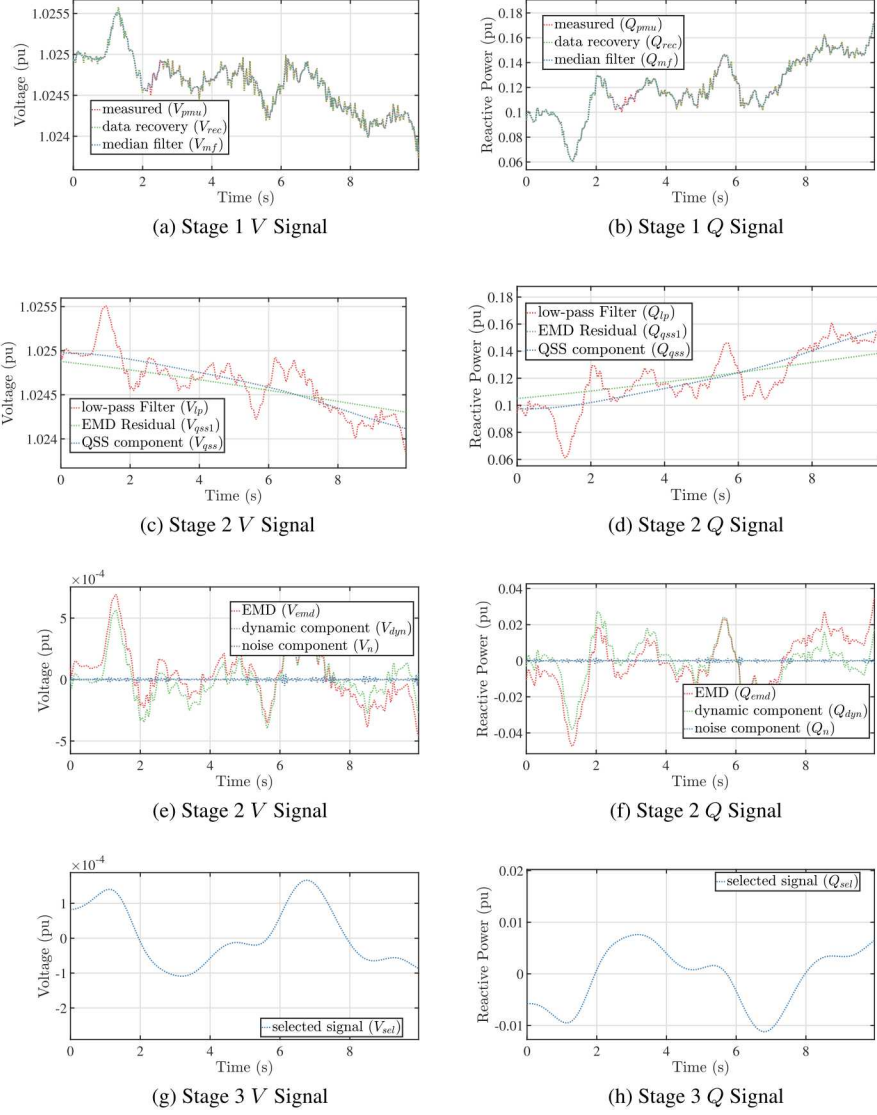 1.0255
1.025
1.0245
1.024
Voltage (pu)
measured (V_pmu)
data recovery (V_rec)
median filter (V_mf)
0 2 4 6 8
Time (s)
(a) Stage 1 V Signal
0.18
0.16
0.14
0.12
0.1
0.08
0.06
Reactive Power (pu)
measured (Q_pmu)
data recovery (Q_rec)
median filter (Q_mf)
0 2 4 6 8
Time (s)
(b) Stage 1 Q Signal
1.0255
1.025
1.0245
1.024
Voltage (pu)
low-pass Filter (V_lp)
EMD Residual (V_qss1)
QSS component (V_qss)
0 2 4 6 8
Time (s)
(c) Stage 2 V Signal
0.18
0.16
0.14
0.12
0.1
0.08
0.06
Reactive Power (pu)
low-pass Filter (Q_lp)
EMD Residual (Q_qss1)
QSS component (Q_qss)
0 2 4 6 8
Time (s)
(d) Stage 2 Q Signal
×10⁻⁴
5
0
-5
Voltage (pu)
EMD (V_emd)
dynamic component (V_dyn)
noise component (V_n)
0 2 4 6 8
Time (s)
(e) Stage 2 V Signal
0.04
0.02
0
-0.02
-0.04
Reactive Power (pu)
EMD (Q_emd)
dynamic component (Q_dyn)
noise component (Q_n)
0 2 4 6 8
Time (s)
(f) Stage 2 Q Signal
×10⁻⁴
1
0
-1
-2
Voltage (pu)
selected signal (V_sel)
0 2 4 6 8
Time (s)
(g) Stage 3 V Signal
0.02
0.01
0
-0.01
Reactive Power (pu)
selected signal (Q_sel)
0 2 4 6 8
Time (s)
(h) Stage 3 Q Signal